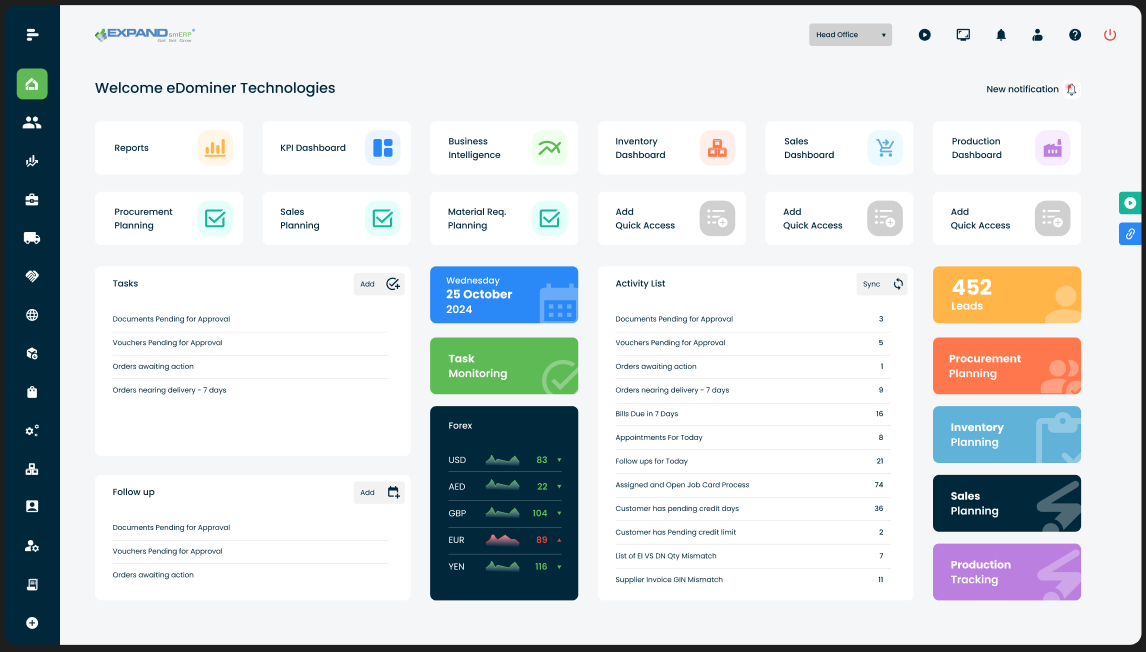 EXPAND smERP
Get Set Grow
Head Office
Welcome eDominer Technologies
New notification
Reports
KPI Dashboard
Business
Intelligence
Inventory
Dashboard
Sales
Dashboard
Production
Dashboard
Procurement
Planning
Sales
Planning
Material Req.
Planning
Add
Quick Access
Add
Quick Access
Add
Quick Access
Tasks
Add
Documents Pending for Approval
Vouchers Pending for Approval
Orders awaiting action
Orders nearing delivery - 7 days
Follow up
Add
Documents Pending for Approval
Vouchers Pending for Approval
Orders awaiting action
Wednesday
25 October
2024
Task
Monitoring
Forex
USD 83
AED 22
GBP 104
EUR 89
YEN 116
Activity List
Sync
Documents Pending for Approval 3
Vouchers Pending for Approval 5
Orders awaiting action 1
Orders nearing delivery - 7 days 9
Bills Due in 7 Days 16
Appointments For Today 8
Follow ups for Today 21
Assigned and Open Job Card Process 74
Customer has pending credit days 36
Customer has Pending credit limit 2
List of EI VS DN Qty Mismatch 7
Supplier Invoice GIN Mismatch 11
452
Leads
Procurement
Planning
Inventory
Planning
Sales
Planning
Production
Tracking